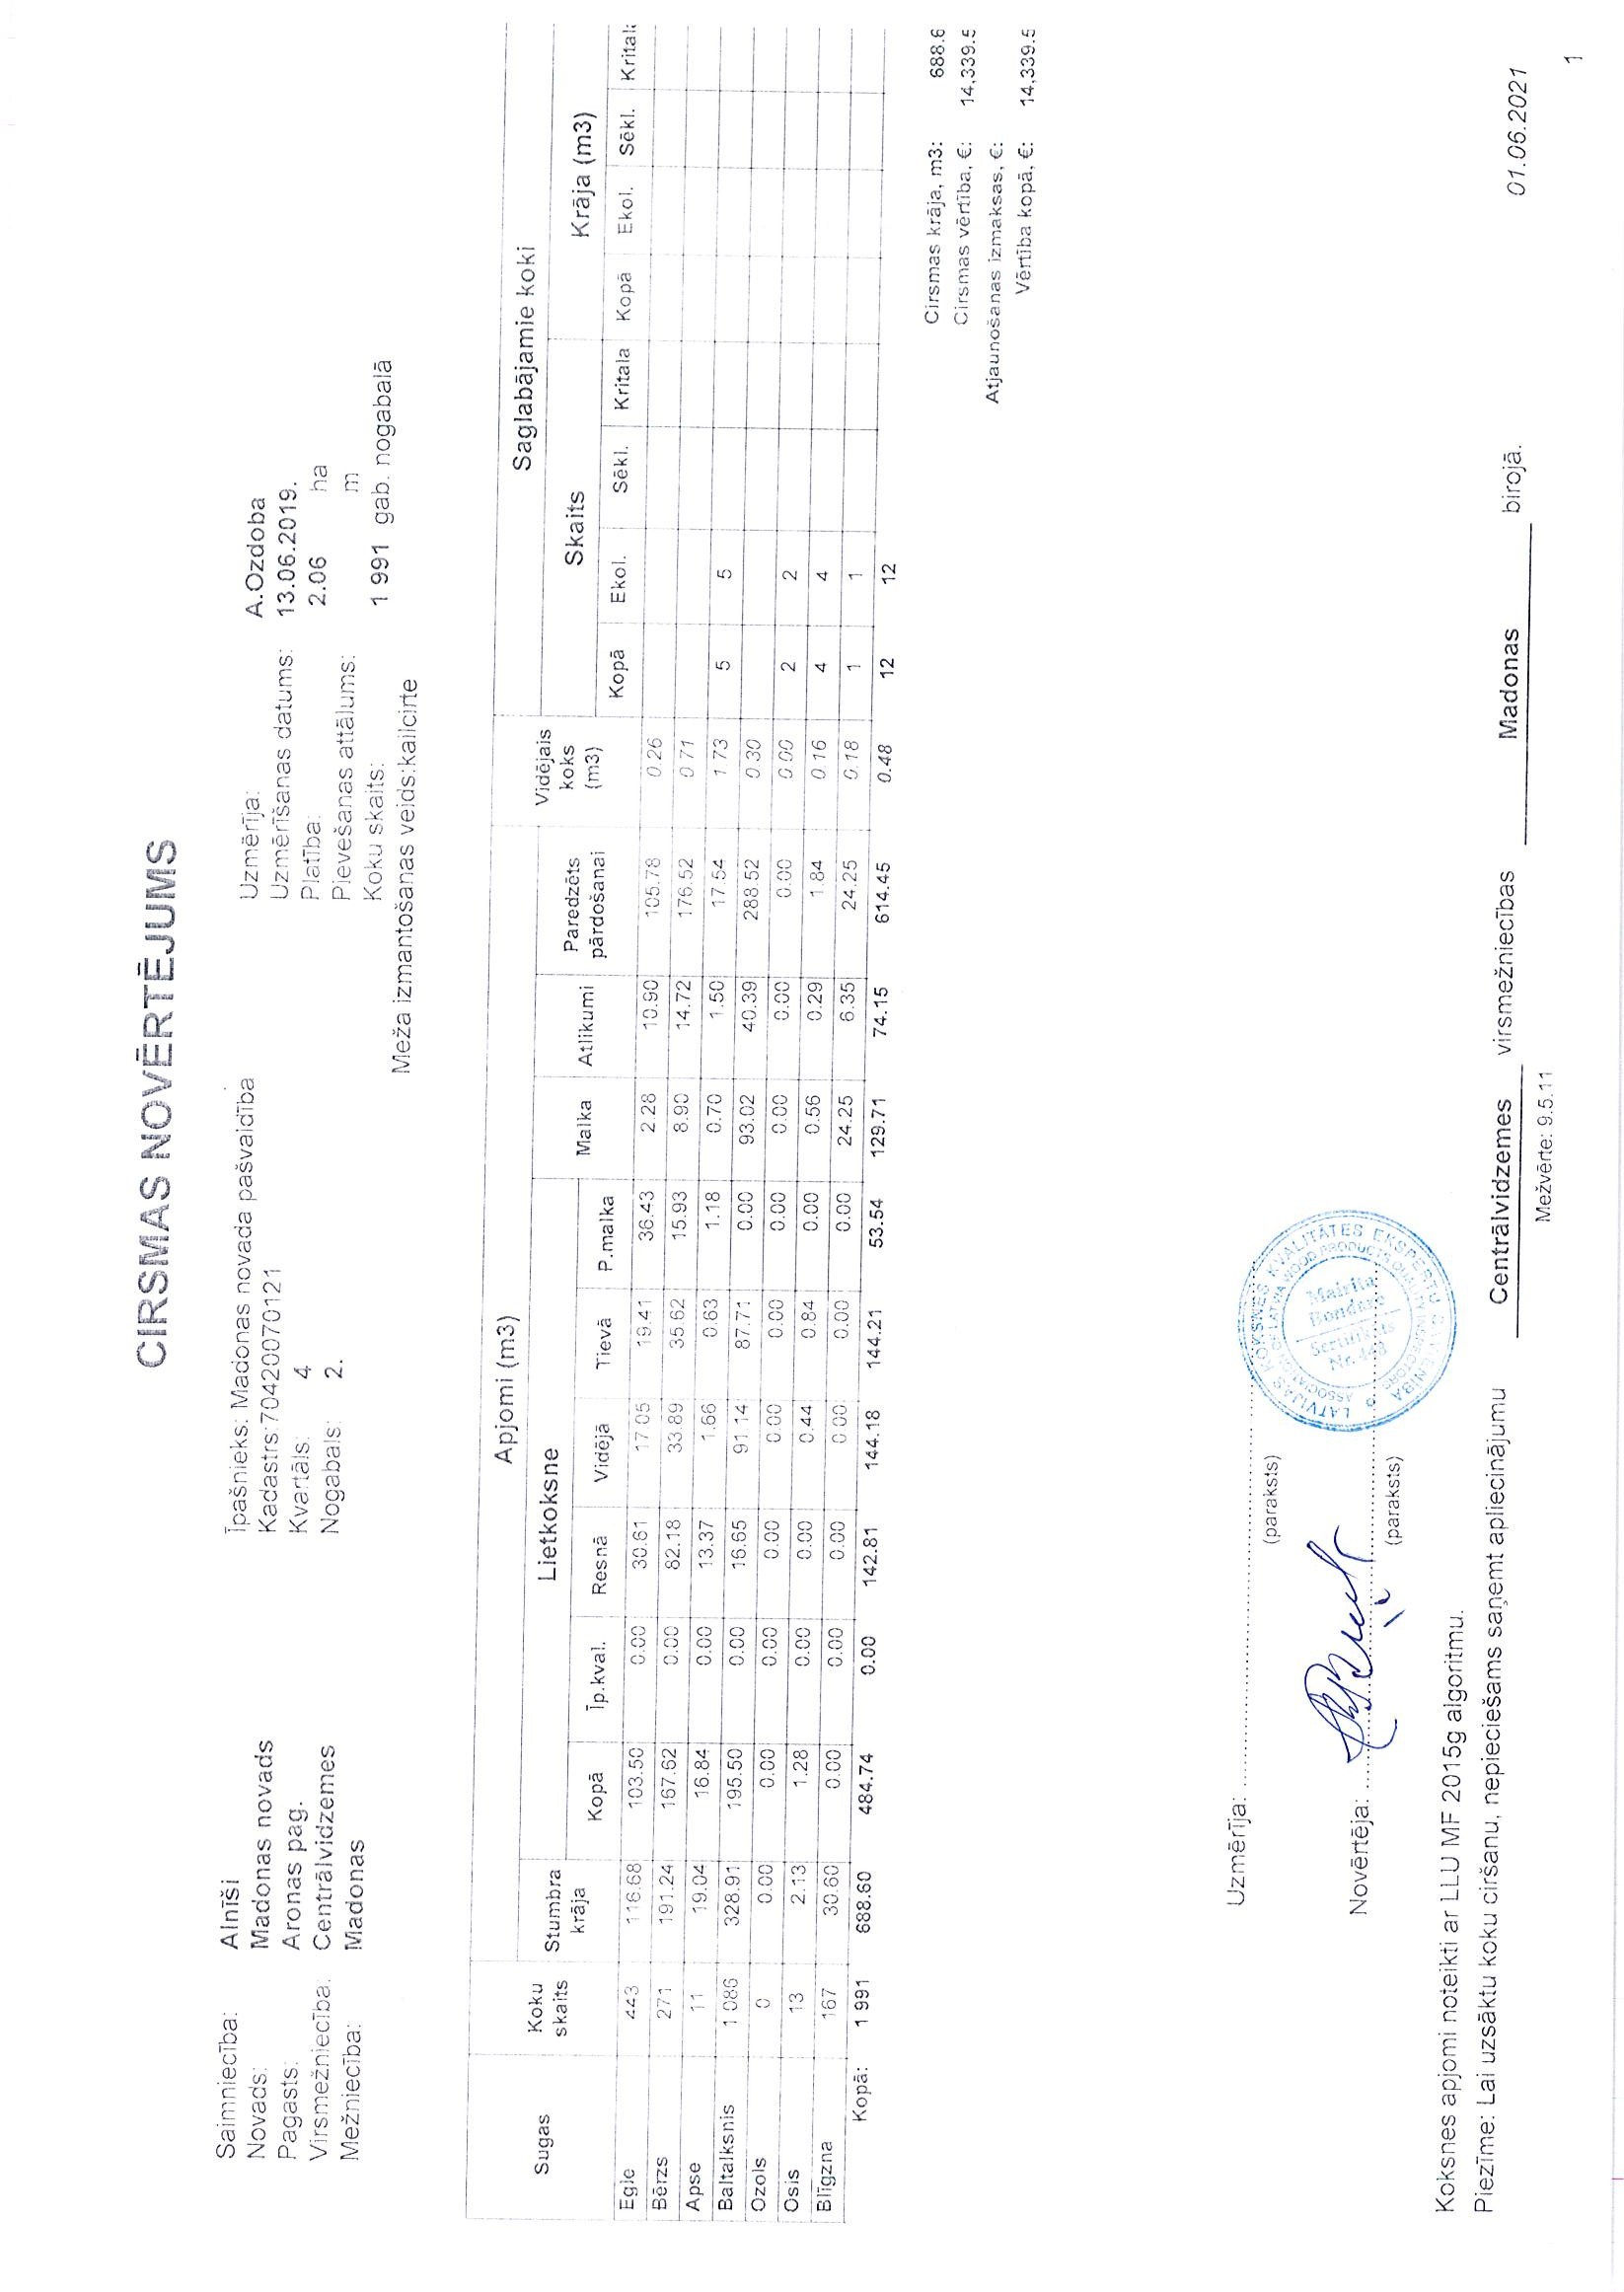 CIRSMAS NOVĒRTĒJUMS
Saimniecība: Alnīši
Novads: Madonas novads
Pagasts: Aronas pag.
Virsmežniecība: Centrālvidzemes
Mežniecība: Madonas
Īpašnieks: Madonas novada pašvaldība
Kadastrs:70420070121
Kvartāls: 4
Nogabals: 2.
Uzmērīja: A.Ozdoba
Uzmērīšanas datums: 13.06.2019.
Platība: 2.06 ha
Pievešanas attālums: m
Koku skaits: 1 991 gab. nogabalā
Meža izmantošanas veids:kailcirte
Apjomi (m3)
Saglabājamie koki
Lietkoksne
Skaits Krāja (m3)
Sugas Koku skaits Stumbra krāja Kopā Īp.kval. Resnā Vidējā Tievā P.malka Malka Atlikumi Paredzēts pārdošanai Vidējais koks (m3) Kopā Ekol. Sēkl. Kritala Kopā Ekol. Sēkl. Kritala
Egle 443 116.68 103.50 0.00 30.61 17.05 19.41 36.43 2.28 10.90 105.78 0.26
Bērzs 271 191.24 167.62 0.00 82.18 33.89 35.62 15.93 8.90 14.72 176.52 0.71
Apse 11 19.04 16.84 0.00 13.37 1.66 0.63 1.18 0.70 1.50 17.54 1.73 5 5
Baltalksnis 1 086 328.91 195.50 0.00 16.65 91.14 87.71 0.00 93.02 40.39 288.52 0.30
Ozols 0 0.00 0.00 0.00 0.00 0.00 0.00 0.00 0.00 0.00 0.00 0.00 2 2
Osis 13 2.13 1.28 0.00 0.00 0.44 0.84 0.00 0.56 0.29 1.84 0.16 4 4
Blīgzna 167 30.60 0.00 0.00 0.00 0.00 0.00 0.00 24.25 6.35 24.25 0.18 1 1
Kopā: 1 991 688.60 484.74 0.00 142.81 144.18 144.21 53.54 129.71 74.15 614.45 0.48 12 12
Cirsmas krāja, m3: 688.6
Cirsmas vērtība, €: 14,339.5
Atjaunošanas izmaksas, €:
Vērtība kopā, €: 14,339.5
Uzmērīja:
(paraksts)
Novērtēja:
(paraksts)
LATVIJAS KOKSNES KVALITĀTES EKSPERTU SAVIENĪBA
Mairita
Bondare
Sertifikāts
Koksnes apjomi noteikti ar LLU MF 2015g algoritmu.
Piezīme: Lai uzsāktu koku ciršanu, nepieciešams saņemt apliecinājumu Centrālvidzemes virsmežniecības Madonas birojā. 01.06.2021
Mežvērte: 9.5.11
1